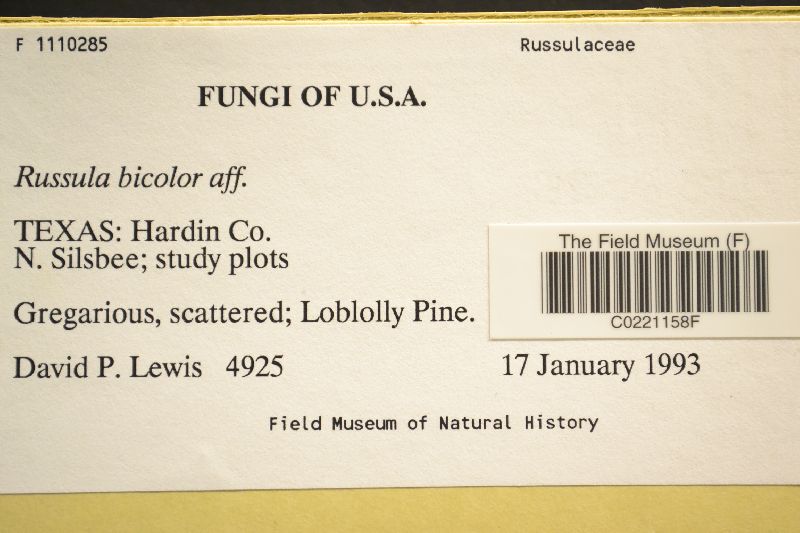 F 1110285
Russulaceae
FUNGI OF U.S.A.
Russula bicolor aff.
TEXAS: Hardin Co.
N. Silsbee; study plots
The Field Museum (F)
C0221158F
Gregarious, scattered; Loblolly Pine.
David P. Lewis 4925
17 January 1993
Field Museum of Natural History